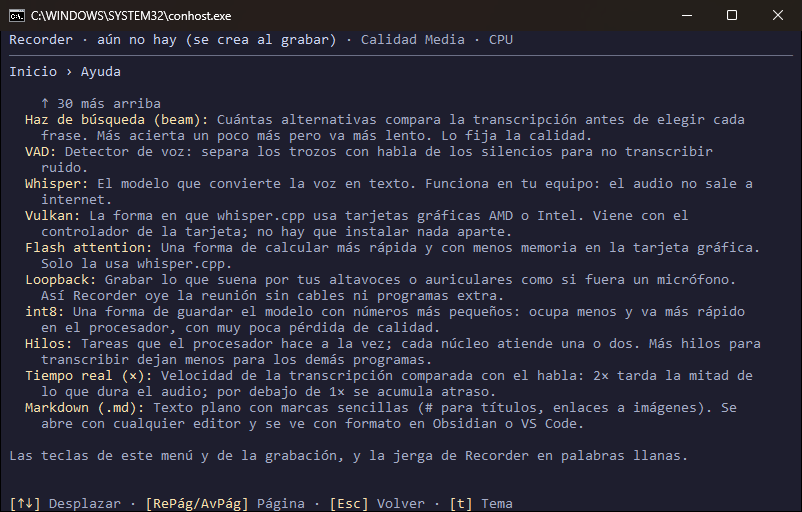 C:\WINDOWS\SYSTEM32\conhost.exe
Recorder · aún no hay (se crea al grabar) · Calidad Media · CPU
Inicio › Ayuda
↑ 30 más arriba
Haz de búsqueda (beam): Cuántas alternativas compara la transcripción antes de elegir cada
frase. Más acierta un poco más pero va más lento. Lo fija la calidad.
VAD: Detector de voz: separa los trozos con habla de los silencios para no transcribir
ruido.
Whisper: El modelo que convierte la voz en texto. Funciona en tu equipo: el audio no sale a
internet.
Vulkan: La forma en que whisper.cpp usa tarjetas gráficas AMD o Intel. Viene con el
controlador de la tarjeta; no hay que instalar nada aparte.
Flash attention: Una forma de calcular más rápida y con menos memoria en la tarjeta gráfica.
Solo la usa whisper.cpp.
Loopback: Grabar lo que suena por tus altavoces o auriculares como si fuera un micrófono.
Así Recorder oye la reunión sin cables ni programas extra.
int8: Una forma de guardar el modelo con números más pequeños: ocupa menos y va más rápido
en el procesador, con muy poca pérdida de calidad.
Hilos: Tareas que el procesador hace a la vez; cada núcleo atiende una o dos. Más hilos para
transcribir dejan menos para los demás programas.
Tiempo real (×): Velocidad de la transcripción comparada con el habla: 2× tarda la mitad de
lo que dura el audio; por debajo de 1× se acumula atraso.
Markdown (.md): Texto plano con marcas sencillas (# para títulos, enlaces a imágenes). Se
abre con cualquier editor y se ve con formato en Obsidian o VS Code.
Las teclas de este menú y de la grabación, y la jerga de Recorder en palabras llanas.
[↑↓] Desplazar · [RePág/AvPág] Página · [Esc] Volver · [t] Tema